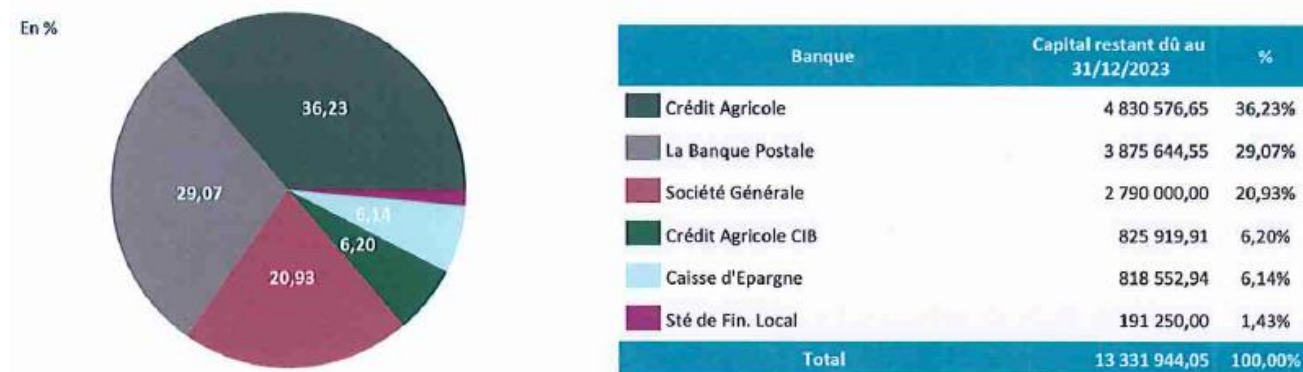 En %
36,23
29,07
6,14
6,20
20,93
Banque Capital restant dû au 31/12/2023 %
Crédit Agricole 4 830 576,65 36,23%
La Banque Postale 3 875 644,55 29,07%
Société Générale 2 790 000,00 20,93%
Crédit Agricole CIB 825 919,91 6,20%
Caisse d'Epargne 818 552,94 6,14%
Sté de Fin. Local 191 250,00 1,43%
Total 13 331 944,05 100,00%